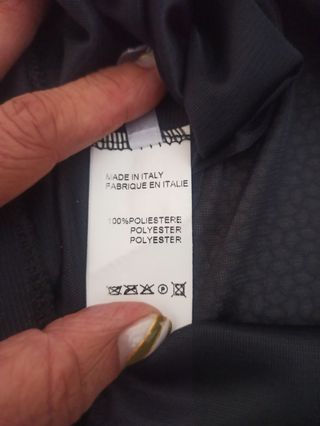 MADE IN ITALY
FABRIQUE EN ITALIE
100%POLIESTERE
POLYESTER
POLYESTER